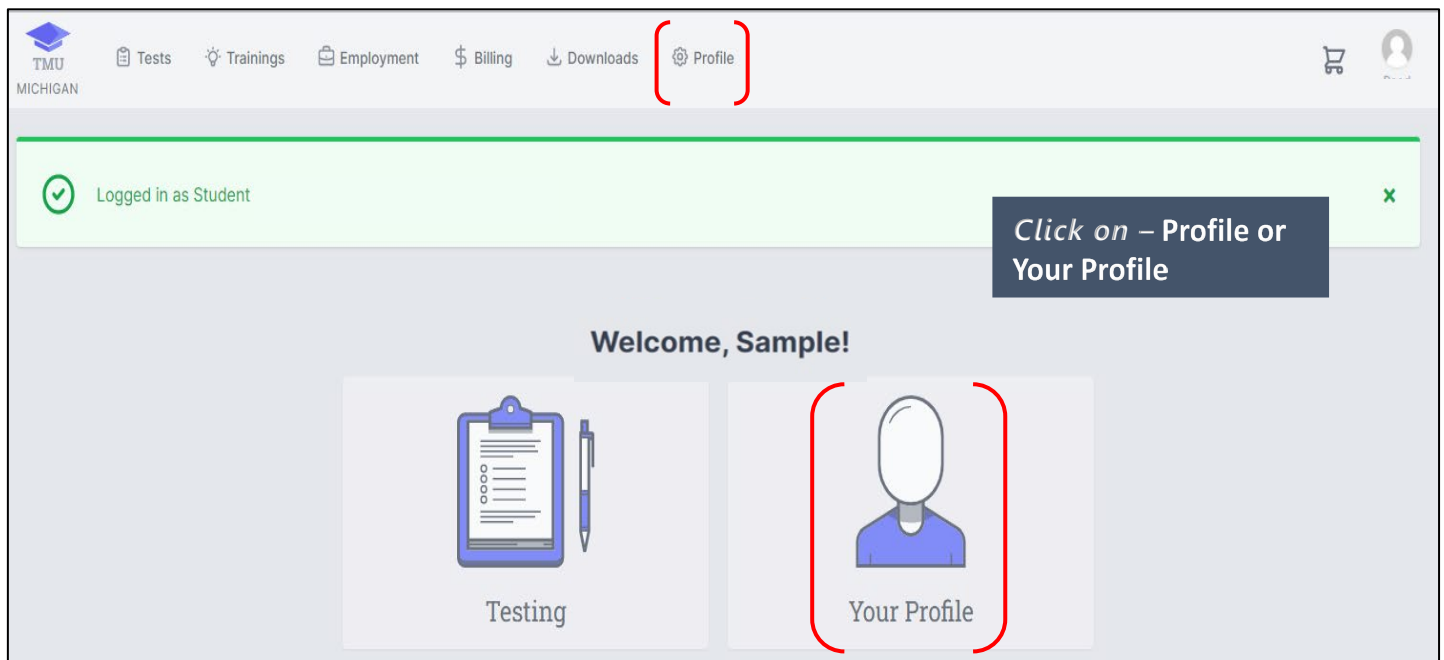 TMU
MICHIGAN
Tests
Trainings
Employment
$ Billing
Downloads
Profile
Logged in as Student
x
Click on – Profile or
Your Profile
Welcome, Sample!
Testing
Your Profile